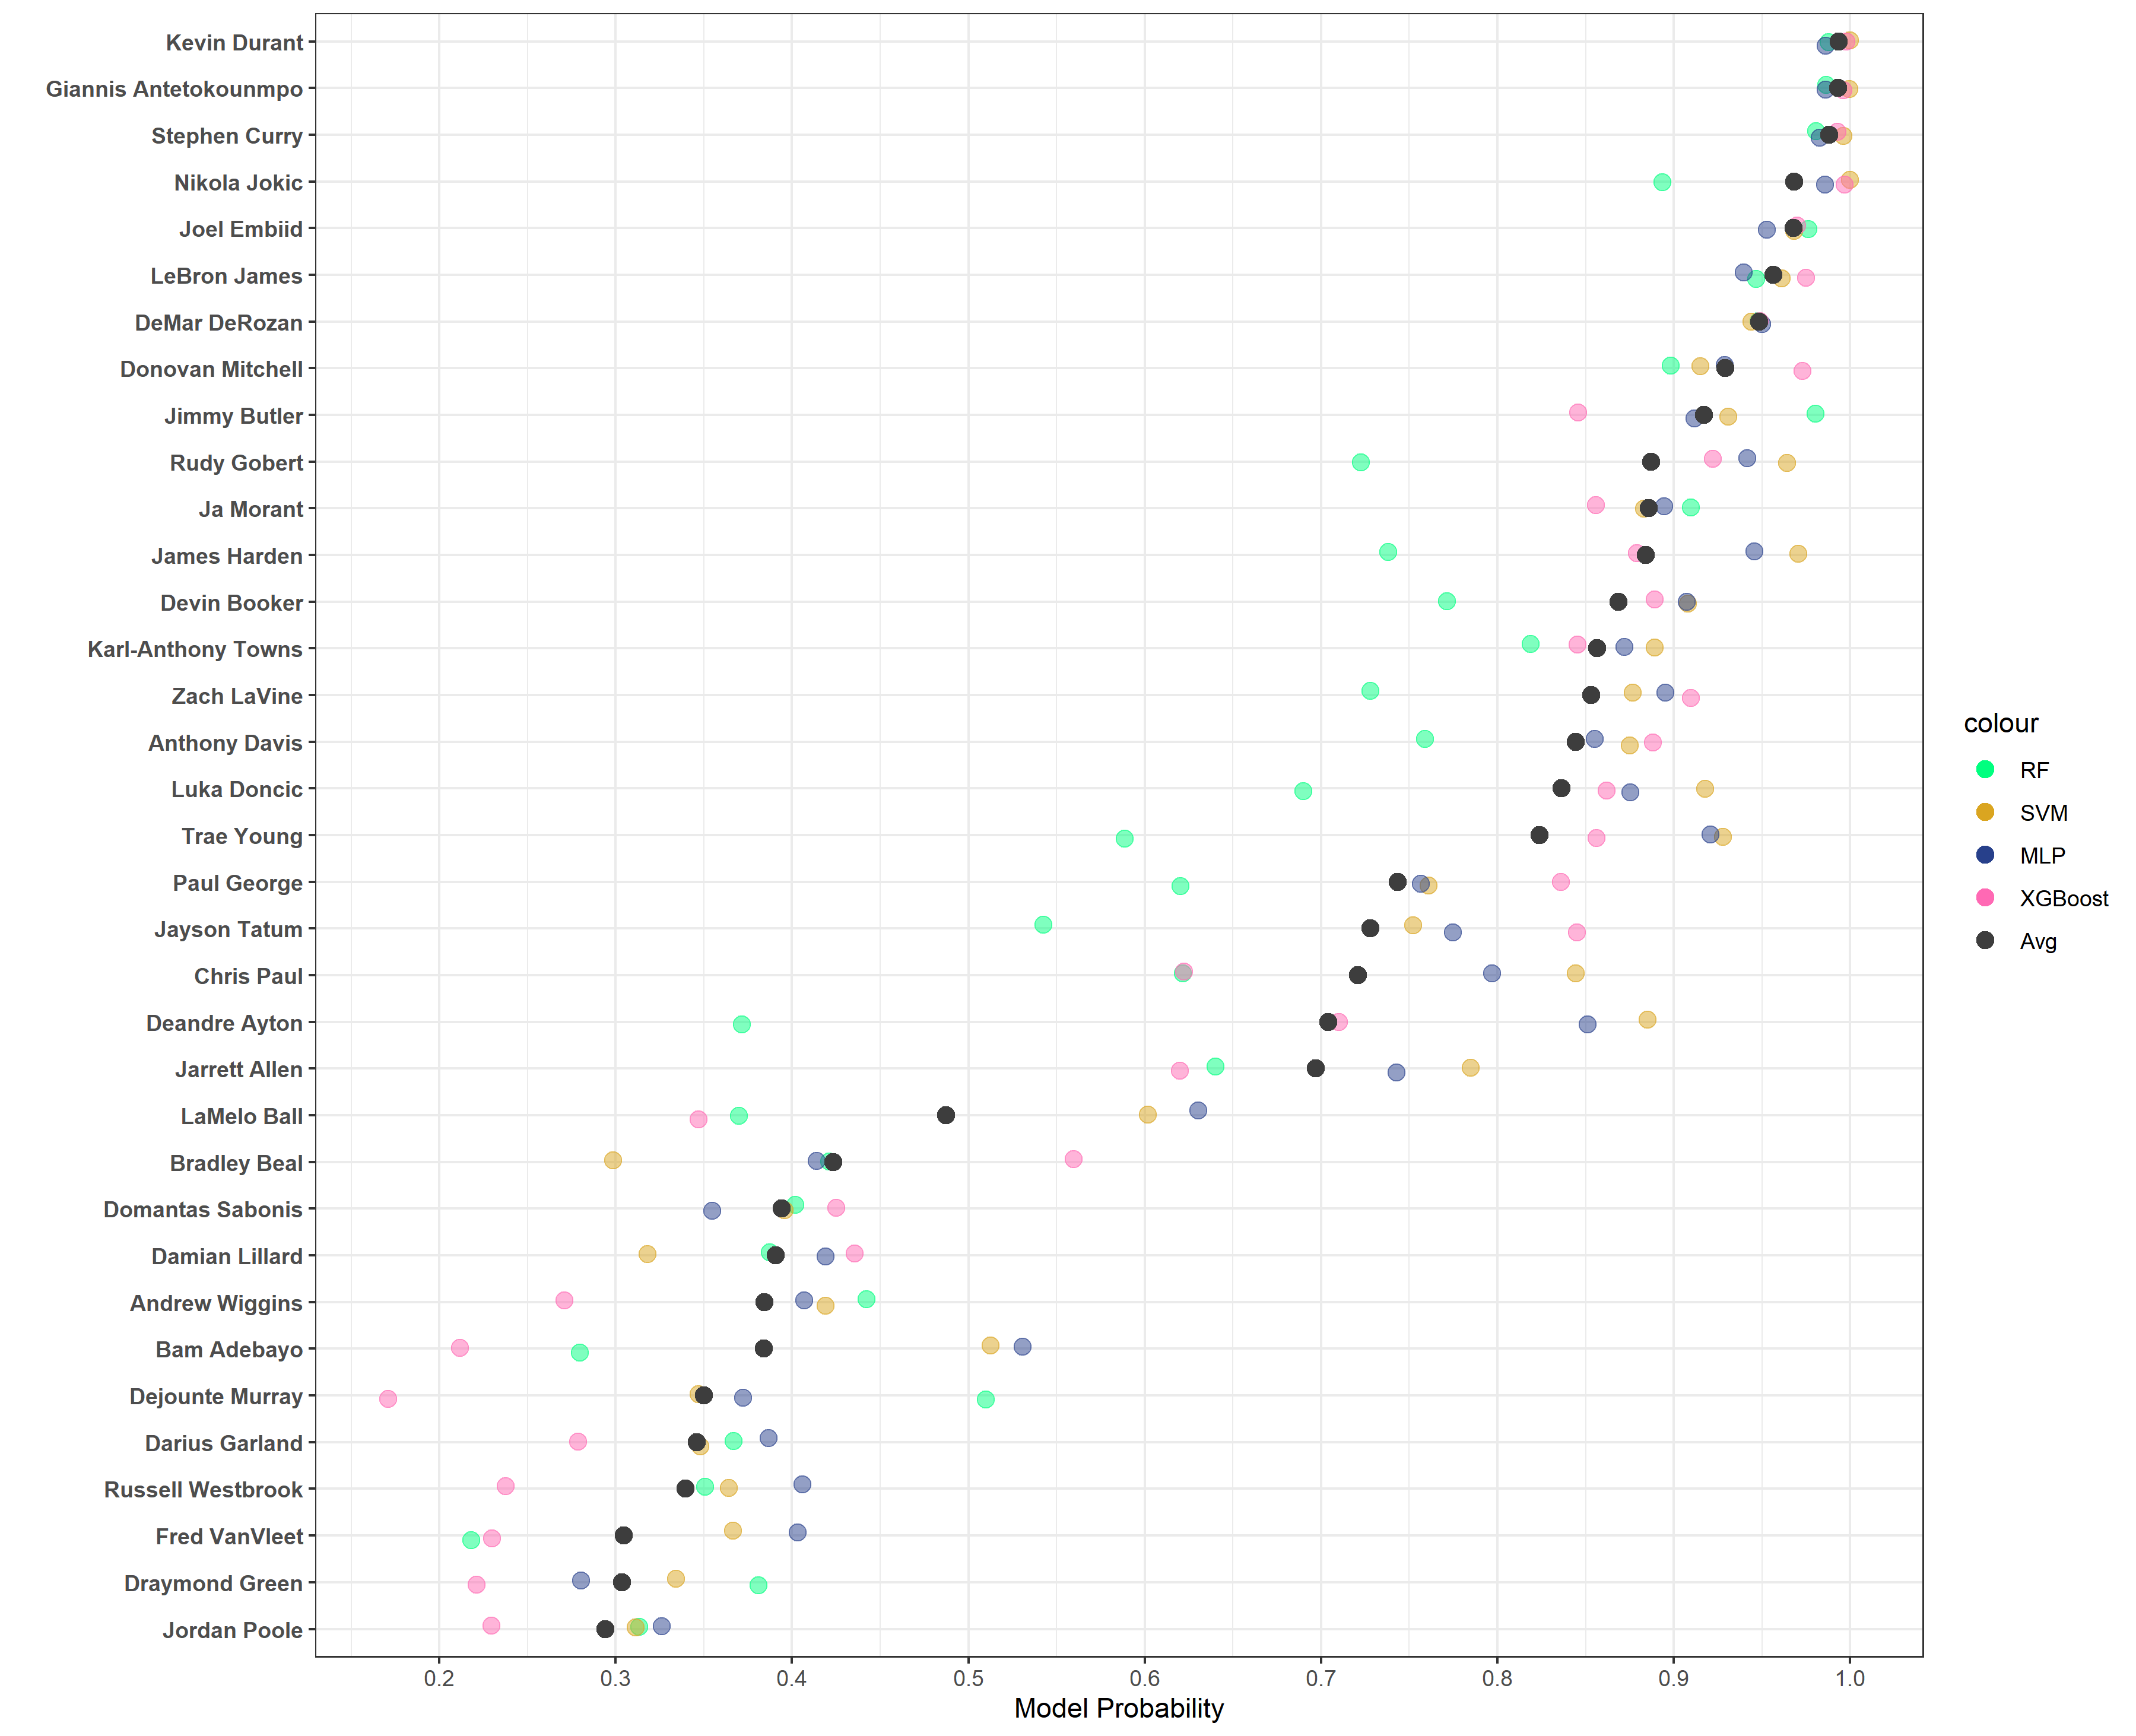 Kevin Durant
Giannis Antetokounmpo
Stephen Curry
Nikola Jokic
Joel Embiid
LeBron James
DeMar DeRozan
Donovan Mitchell
Jimmy Butler
Rudy Gobert
Ja Morant
James Harden
Devin Booker
Karl-Anthony Towns
Zach LaVine
Anthony Davis
Luka Doncic
Trae Young
Paul George
Jayson Tatum
Chris Paul
Deandre Ayton
Jarrett Allen
LaMelo Ball
Bradley Beal
Domantas Sabonis
Damian Lillard
Andrew Wiggins
Bam Adebayo
Dejounte Murray
Darius Garland
Russell Westbrook
Fred VanVleet
Draymond Green
Jordan Poole
0.2 0.3 0.4 0.5 0.6 0.7 0.8 0.9 1.0
Model Probability
colour
RF
SVM
MLP
XGBoost
Avg